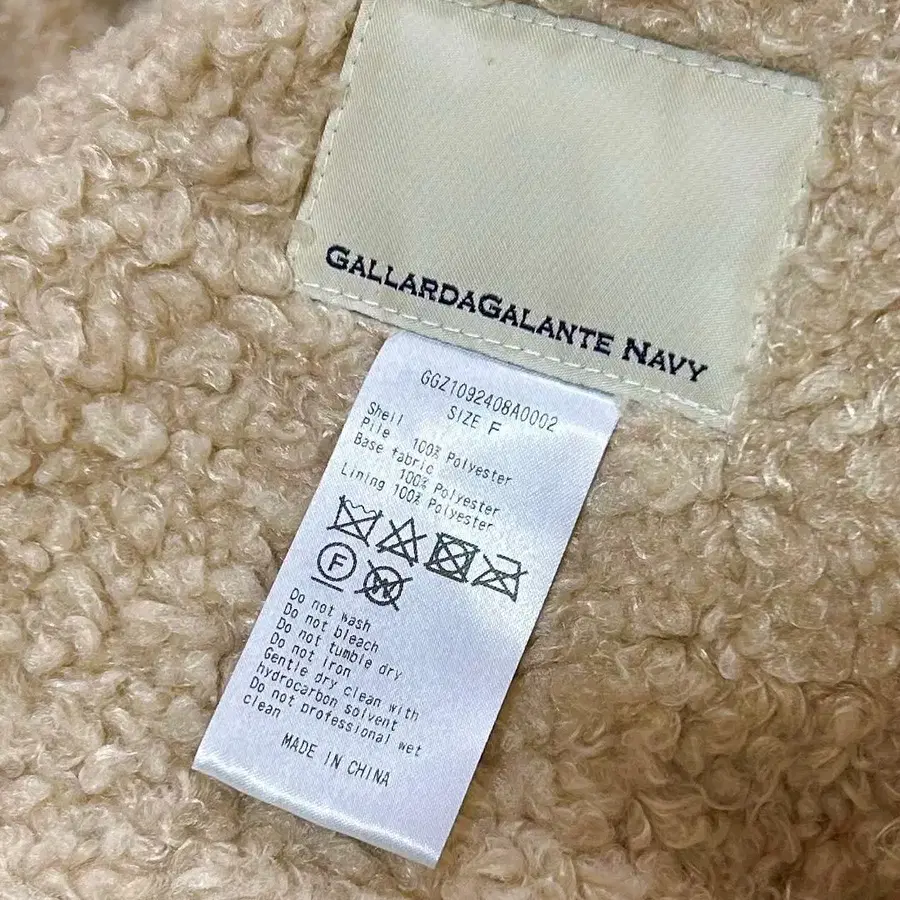 GALLARDAGALANTE NAVY
GGZ1092408A0002
SIZE F
Shell
Pile 100% Polyester
Base fabric
100% Polyester
Lining 100% Polyester
F
W
Do not wash
Do not bleach
Do not tumble dry
Do not iron
Gentle dry clean with
hydrocarbon solvent
Do not professional wet
clean
MADE IN CHINA